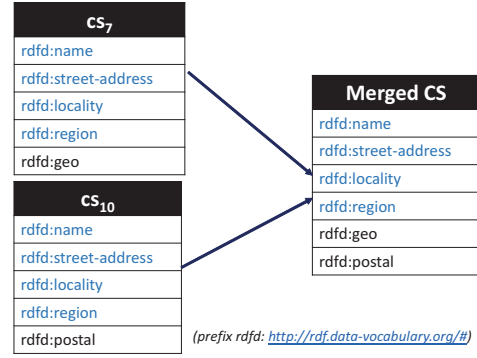 cs₇
rdfd:name
rdfd:street-address
rdfd:locality
rdfd:region
rdfd:geo
cs₁₀
rdfd:name
rdfd:street-address
rdfd:locality
rdfd:region
rdfd:postal
Merged CS
rdfd:name
rdfd:street-address
rdfd:locality
rdfd:region
rdfd:geo
rdfd:postal
(prefix rdfd: http://rdf.data-vocabulary.org/#)